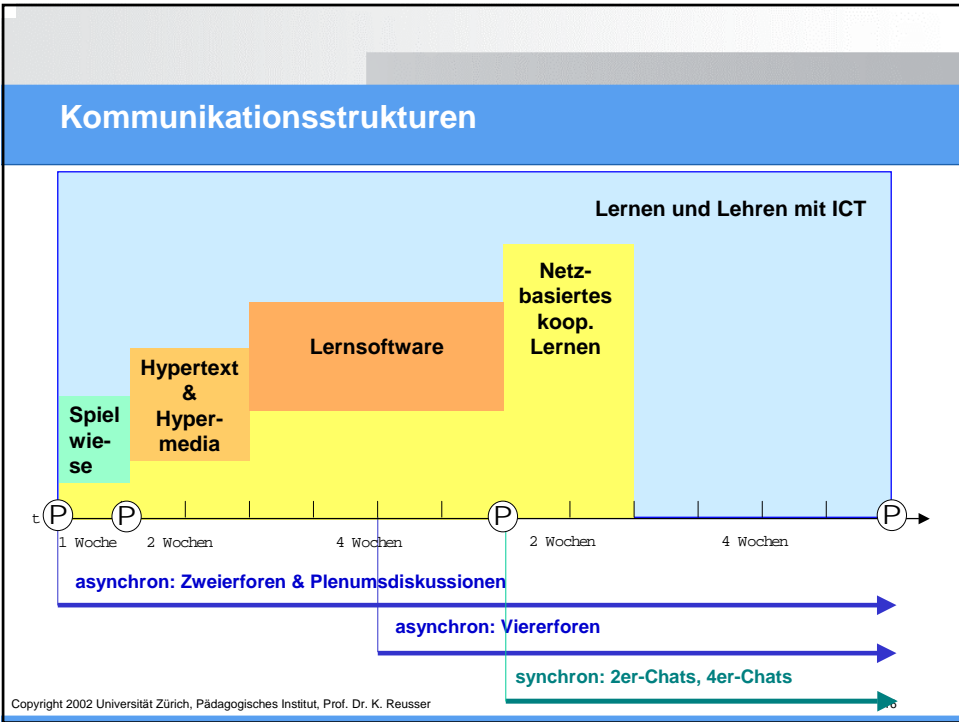 Kommunikationsstrukturen
Lernen und Lehren mit ICT
Netz-
basiertes
koop.
Lernen
Lernsoftware
Hypertext
&
Hyper-
media
Spiel
wie-
se
t P P P P
1 Woche 2 Wochen 4 Wochen 2 Wochen 4 Wochen
asynchron: Zweierforen & Plenumsdiskussionen
asynchron: Viererforen
synchron: 2er-Chats, 4er-Chats
Copyright 2002 Universität Zürich, Pädagogisches Institut, Prof. Dr. K. Reusser